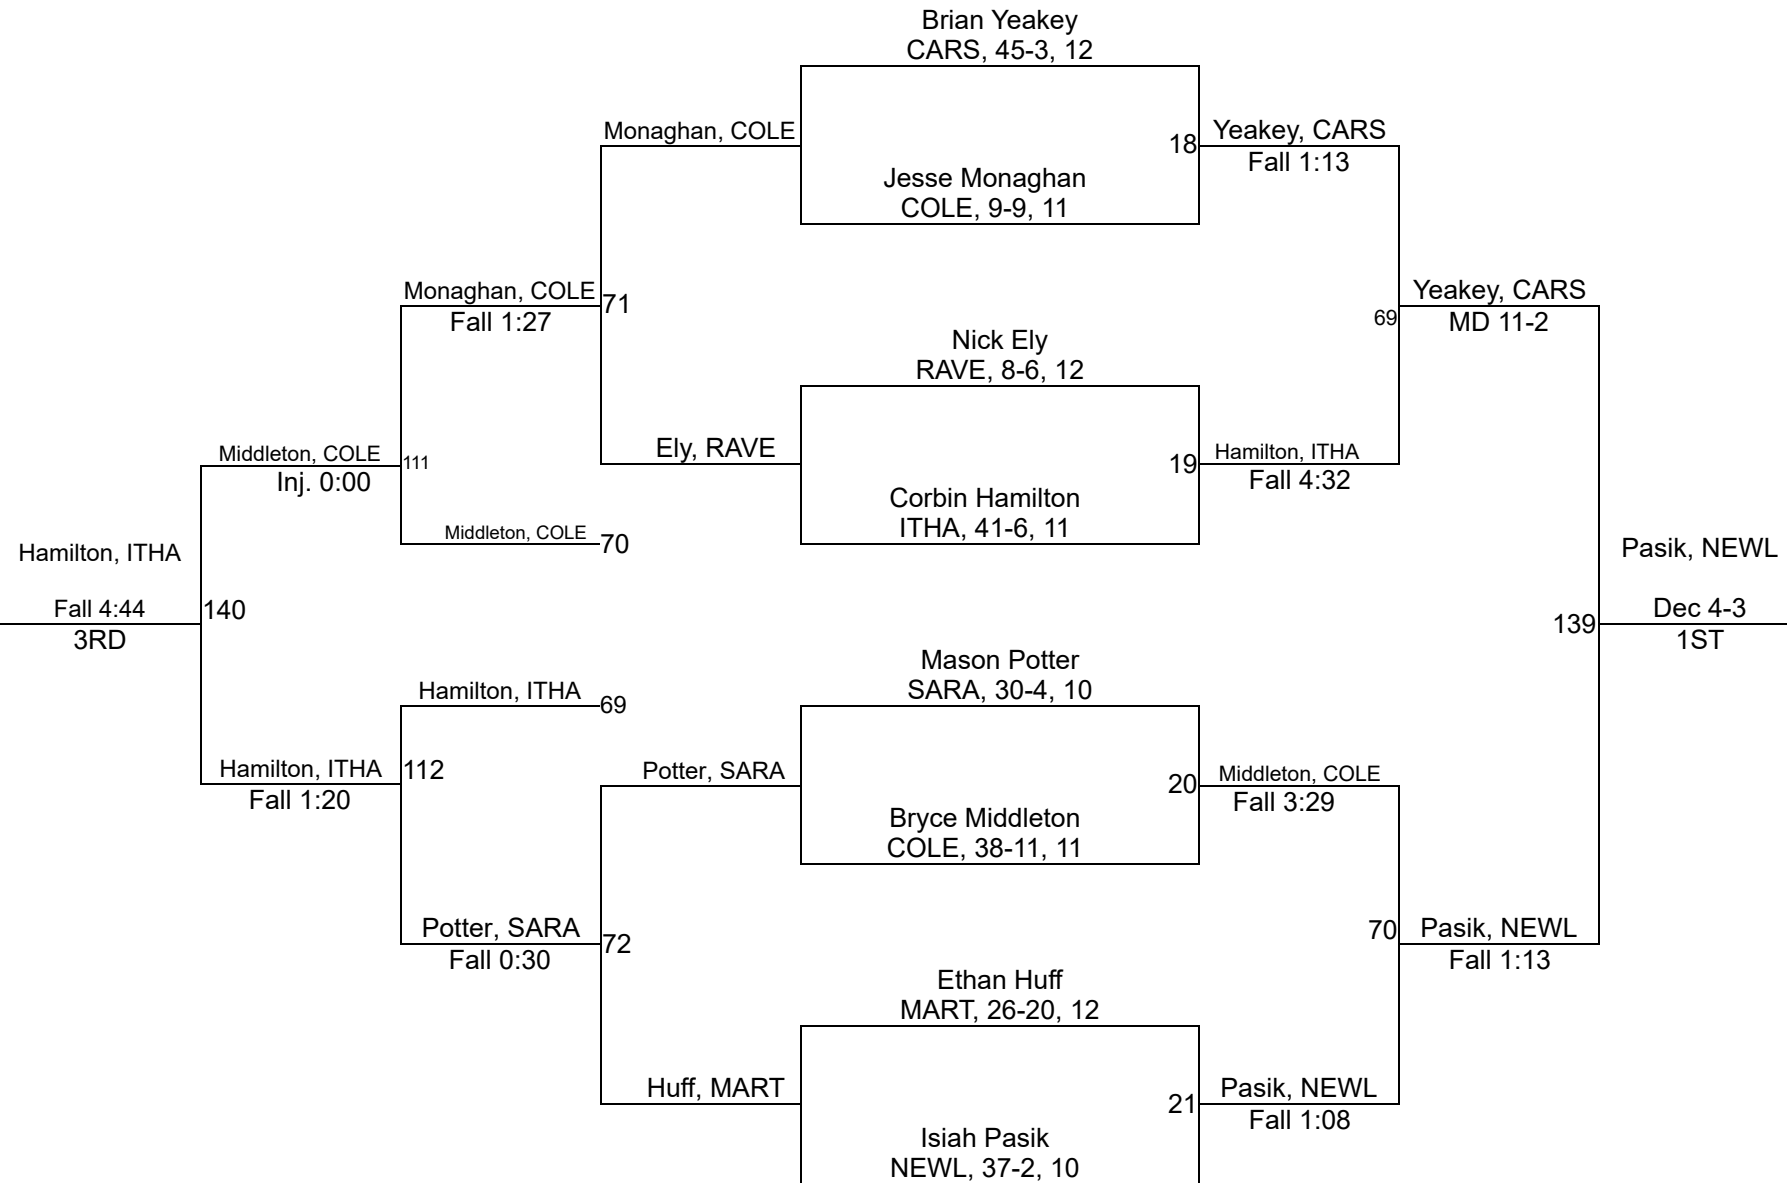 Brian Yeakey
CARS, 45-3, 12
Monaghan, COLE
18
Yeakey, CARS
Fall 1:13
Jesse Monaghan
COLE, 9-9, 11
Monaghan, COLE
71
Fall 1:27
Yeakey, CARS
69
MD 11-2
Nick Ely
RAVE, 8-6, 12
Middleton, COLE
111
Inj. 0:00
Ely, RAVE
19
Hamilton, ITHA
Fall 4:32
Corbin Hamilton
ITHA, 41-6, 11
Middleton, COLE
70
Hamilton, ITHA
Fall 4:44
140
3RD
Pasik, NEWL
139
Dec 4-3
1ST
Mason Potter
SARA, 30-4, 10
Hamilton, ITHA
69
Hamilton, ITHA
112
Fall 1:20
Potter, SARA
20
Middleton, COLE
Fall 3:29
Bryce Middleton
COLE, 38-11, 11
Potter, SARA
72
Fall 0:30
70
Pasik, NEWL
Fall 1:13
Ethan Huff
MART, 26-20, 12
Huff, MART
21
Pasik, NEWL
Fall 1:08
Isiah Pasik
NEWL, 37-2, 10